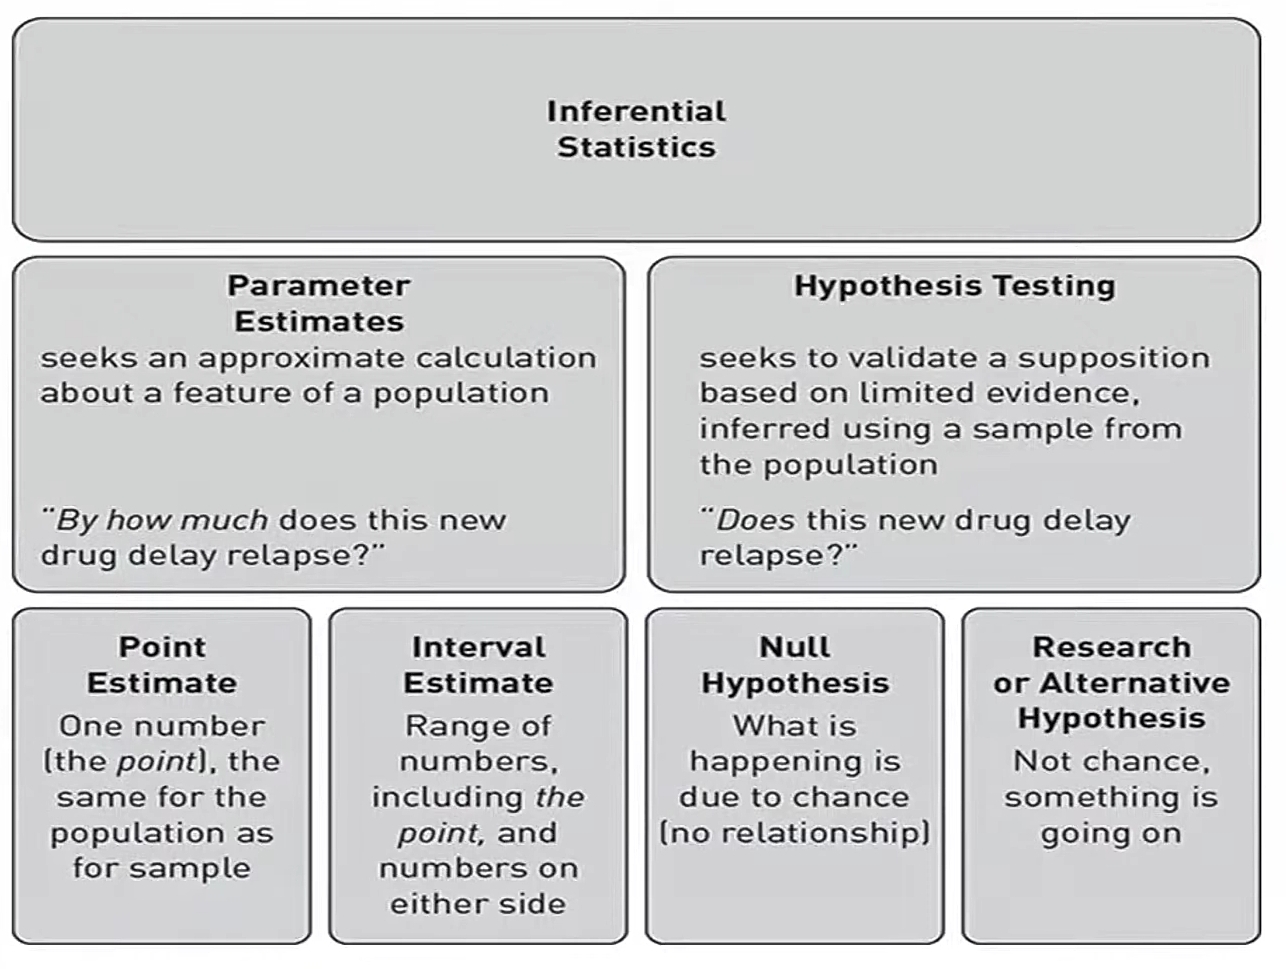 Inferential
Statistics
Parameter
Estimates
seeks an approximate calculation
about a feature of a population
"By how much does this new
drug delay relapse?"
Hypothesis Testing
seeks to validate a supposition
based on limited evidence,
inferred using a sample from
the population
"Does this new drug delay
relapse?"
Point
Estimate
One number
(the point), the
same for the
population as
for sample
Interval
Estimate
Range of
numbers,
including the
point, and
numbers on
either side
Null
Hypothesis
What is
happening is
due to chance
(no relationship)
Research
or Alternative
Hypothesis
Not chance,
something is
going on